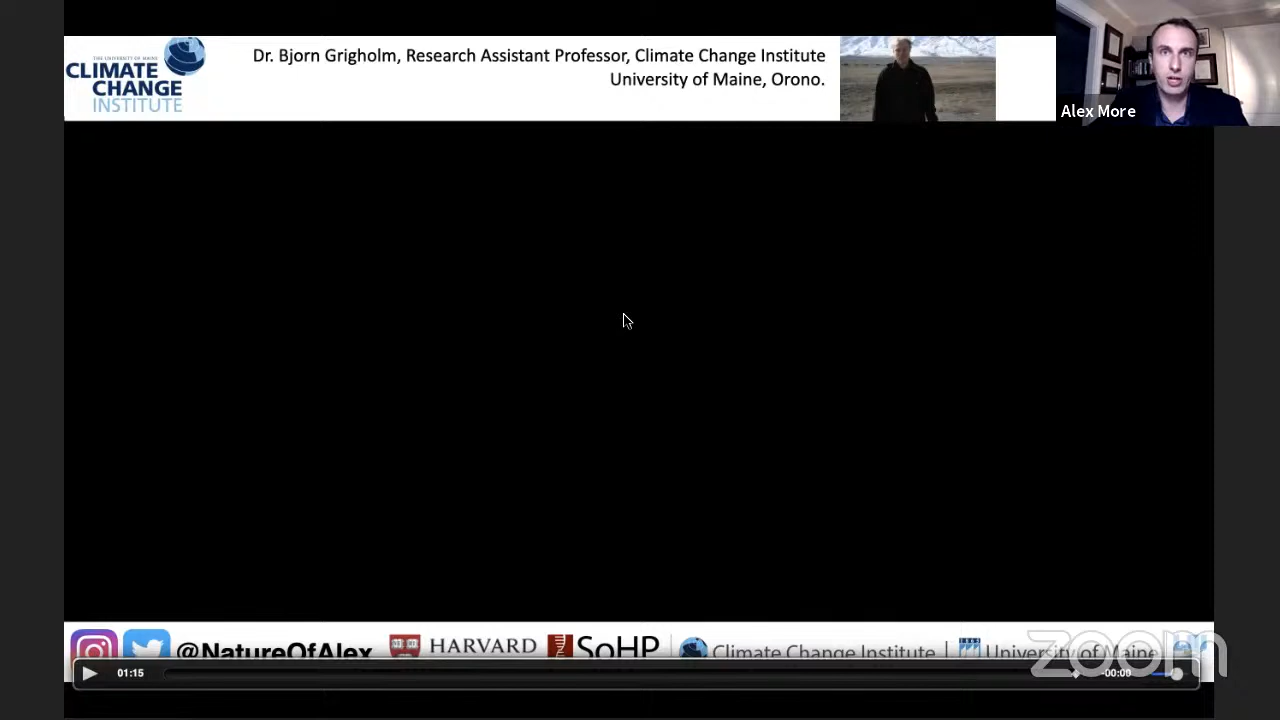 THE UNIVERSITY OF MAINE
CLIMATE
CHANGE
INSTITUTE
Dr. Bjorn Grigholm, Research Assistant Professor, Climate Change Institute
University of Maine, Orono.
Alex More
@NatureOfAlex
HARVARD
SoHP
Climate Change Institute |
1865
University of Maine
zoom
01:15
-00:00